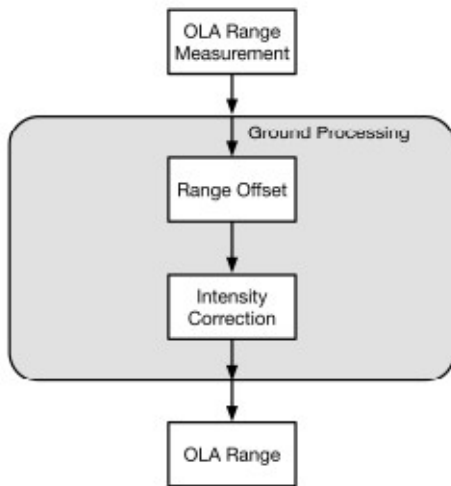 OLA Range
Measurement
Ground Processing
Range Offset
Intensity
Correction
OLA Range